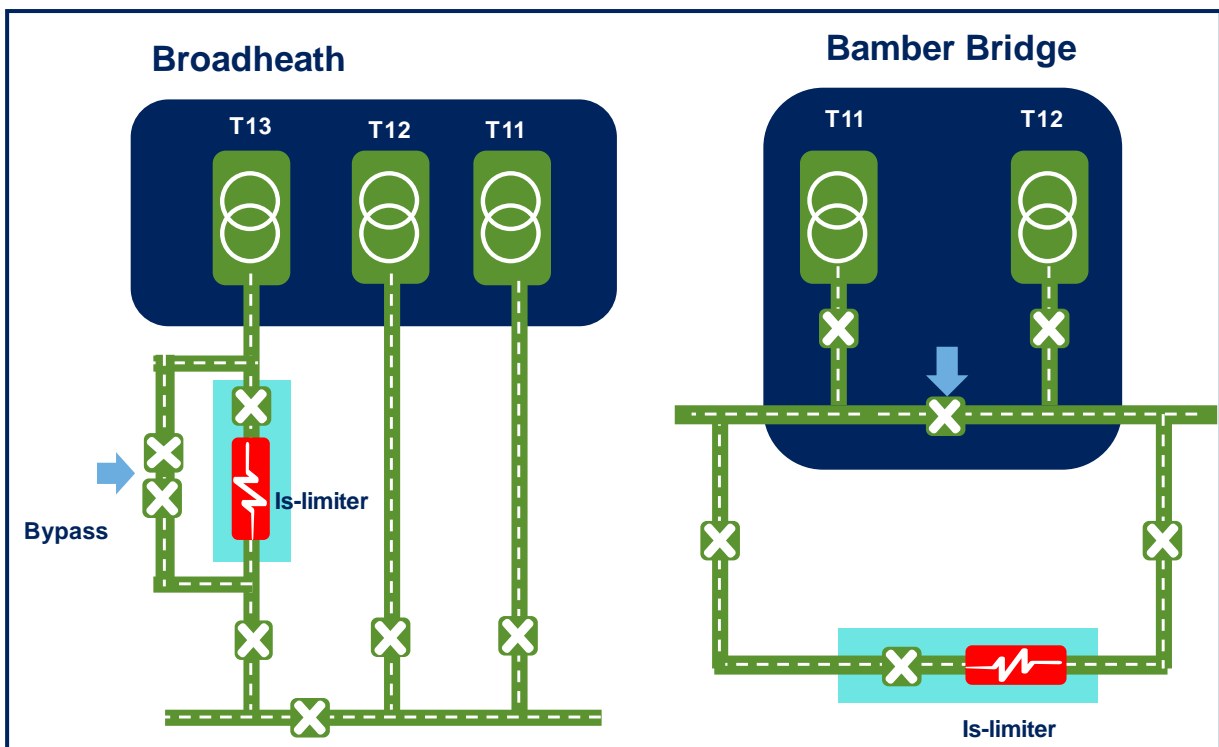 Broadheath
T13
T12
T11
Is-limiter
Bypass
Bamber Bridge
T11
T12
Is-limiter